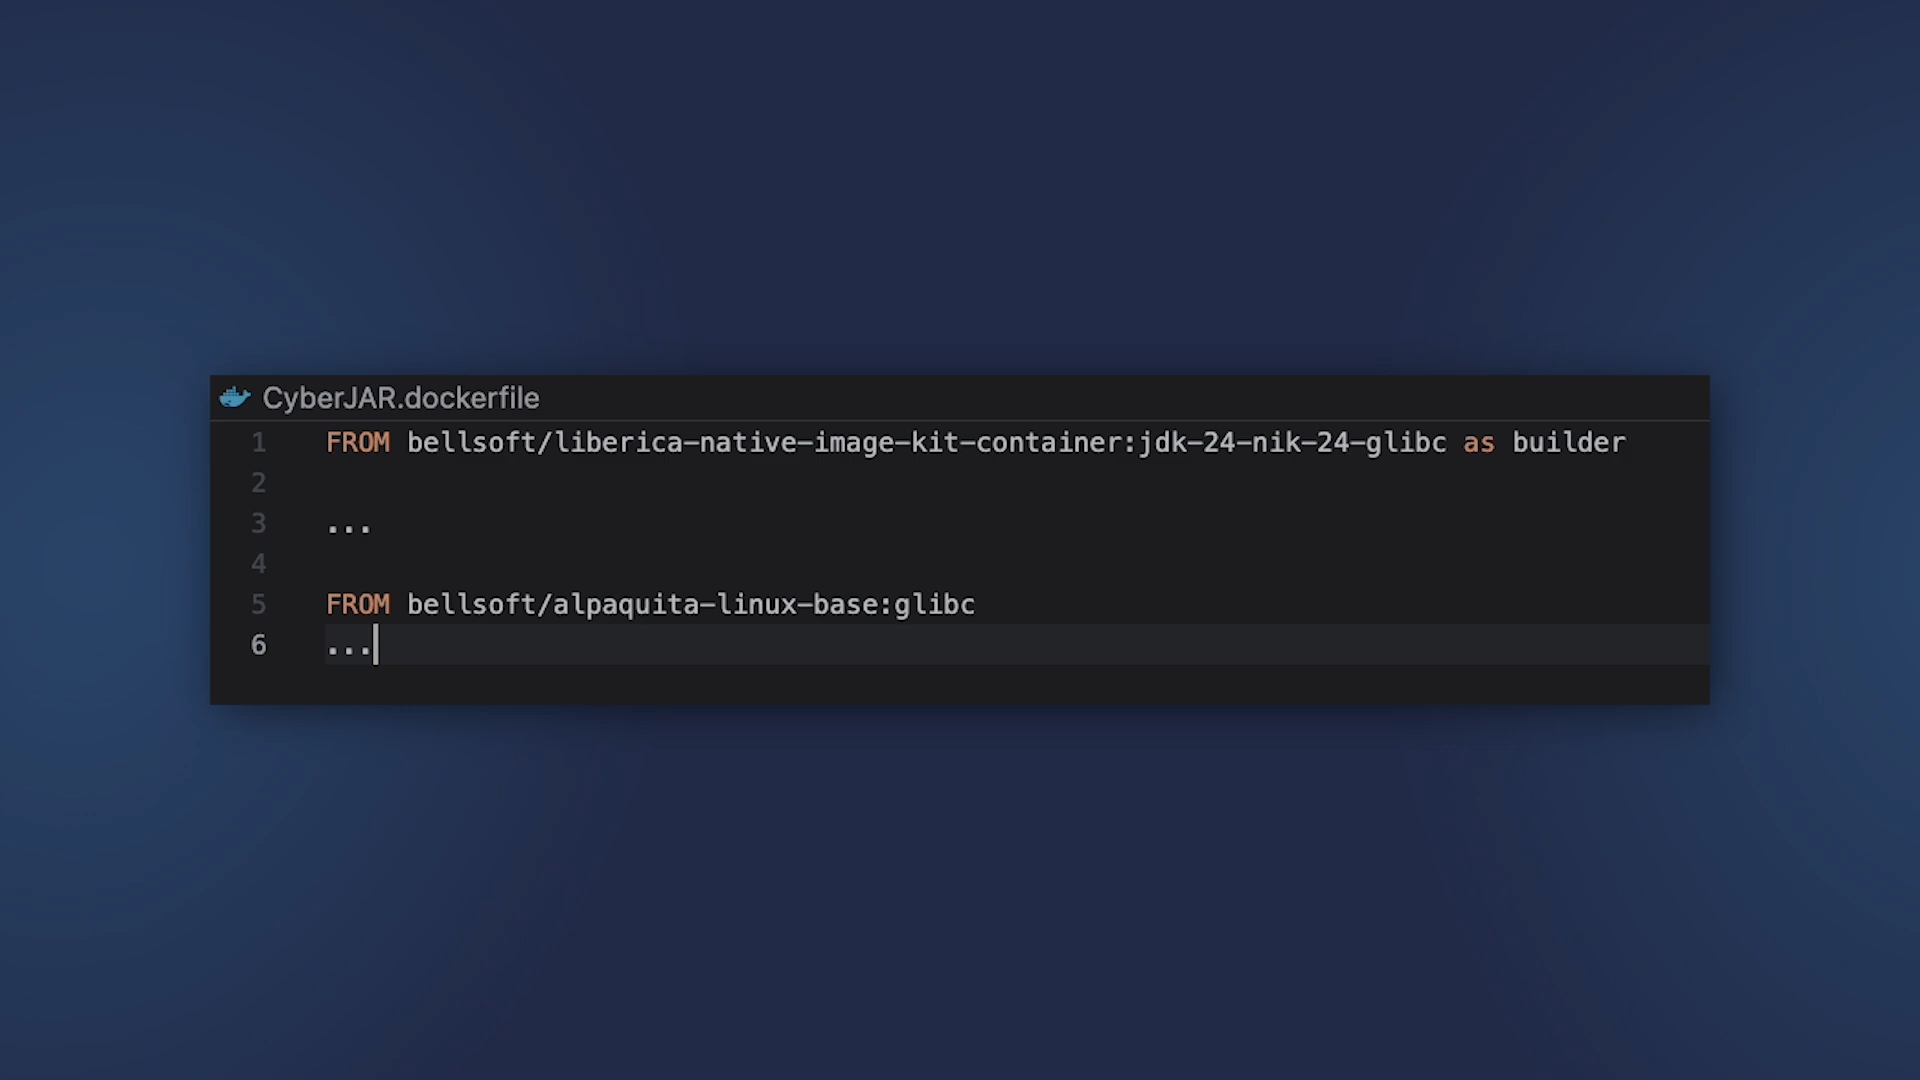 CyberJAR.dockerfile
1 FROM bellsoft/liberica-native-image-kit-container:jdk-24-nik-24-glibc as builder
2
3 ...
4
5 FROM bellsoft/alpaquita-linux-base:glibc
6 ...